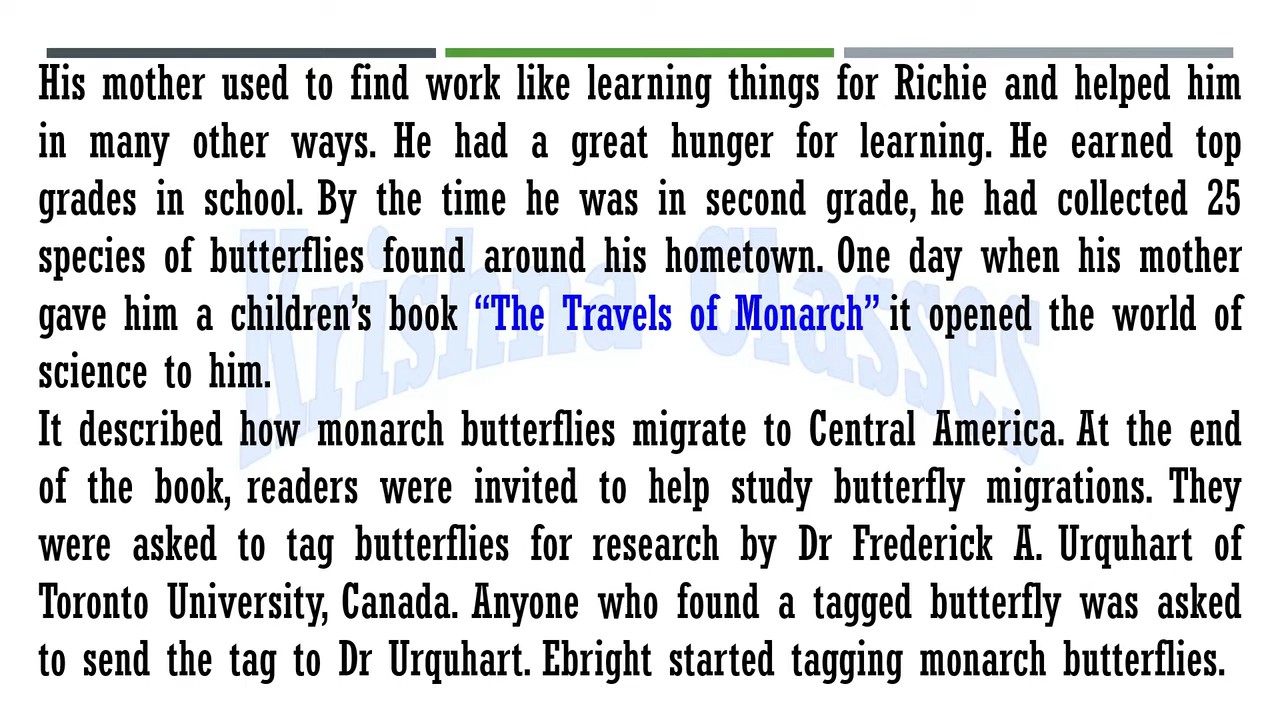 His mother used to find work like learning things for Richie and helped him
in many other ways. He had a great hunger for learning. He earned top
grades in school. By the time he was in second grade, he had collected 25
species of butterflies found around his hometown. One day when his mother
gave him a children’s book “The Travels of Monarch” it opened the world of
science to him.
It described how monarch butterflies migrate to Central America. At the end
of the book, readers were invited to help study butterfly migrations. They
were asked to tag butterflies for research by Dr Frederick A. Urquhart of
Toronto University, Canada. Anyone who found a tagged butterfly was asked
to send the tag to Dr Urquhart. Ebright started tagging monarch butterflies.
Krishna Classes